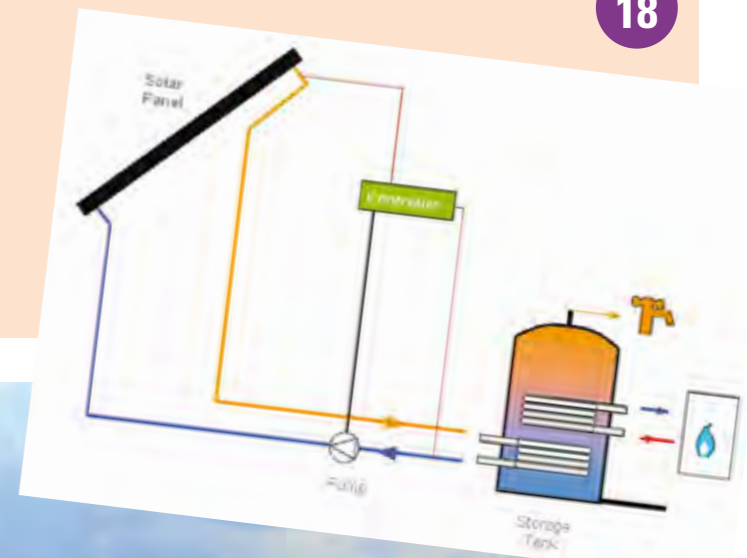 18
Solar
Panel
Controller
Pump
Storage
Tank